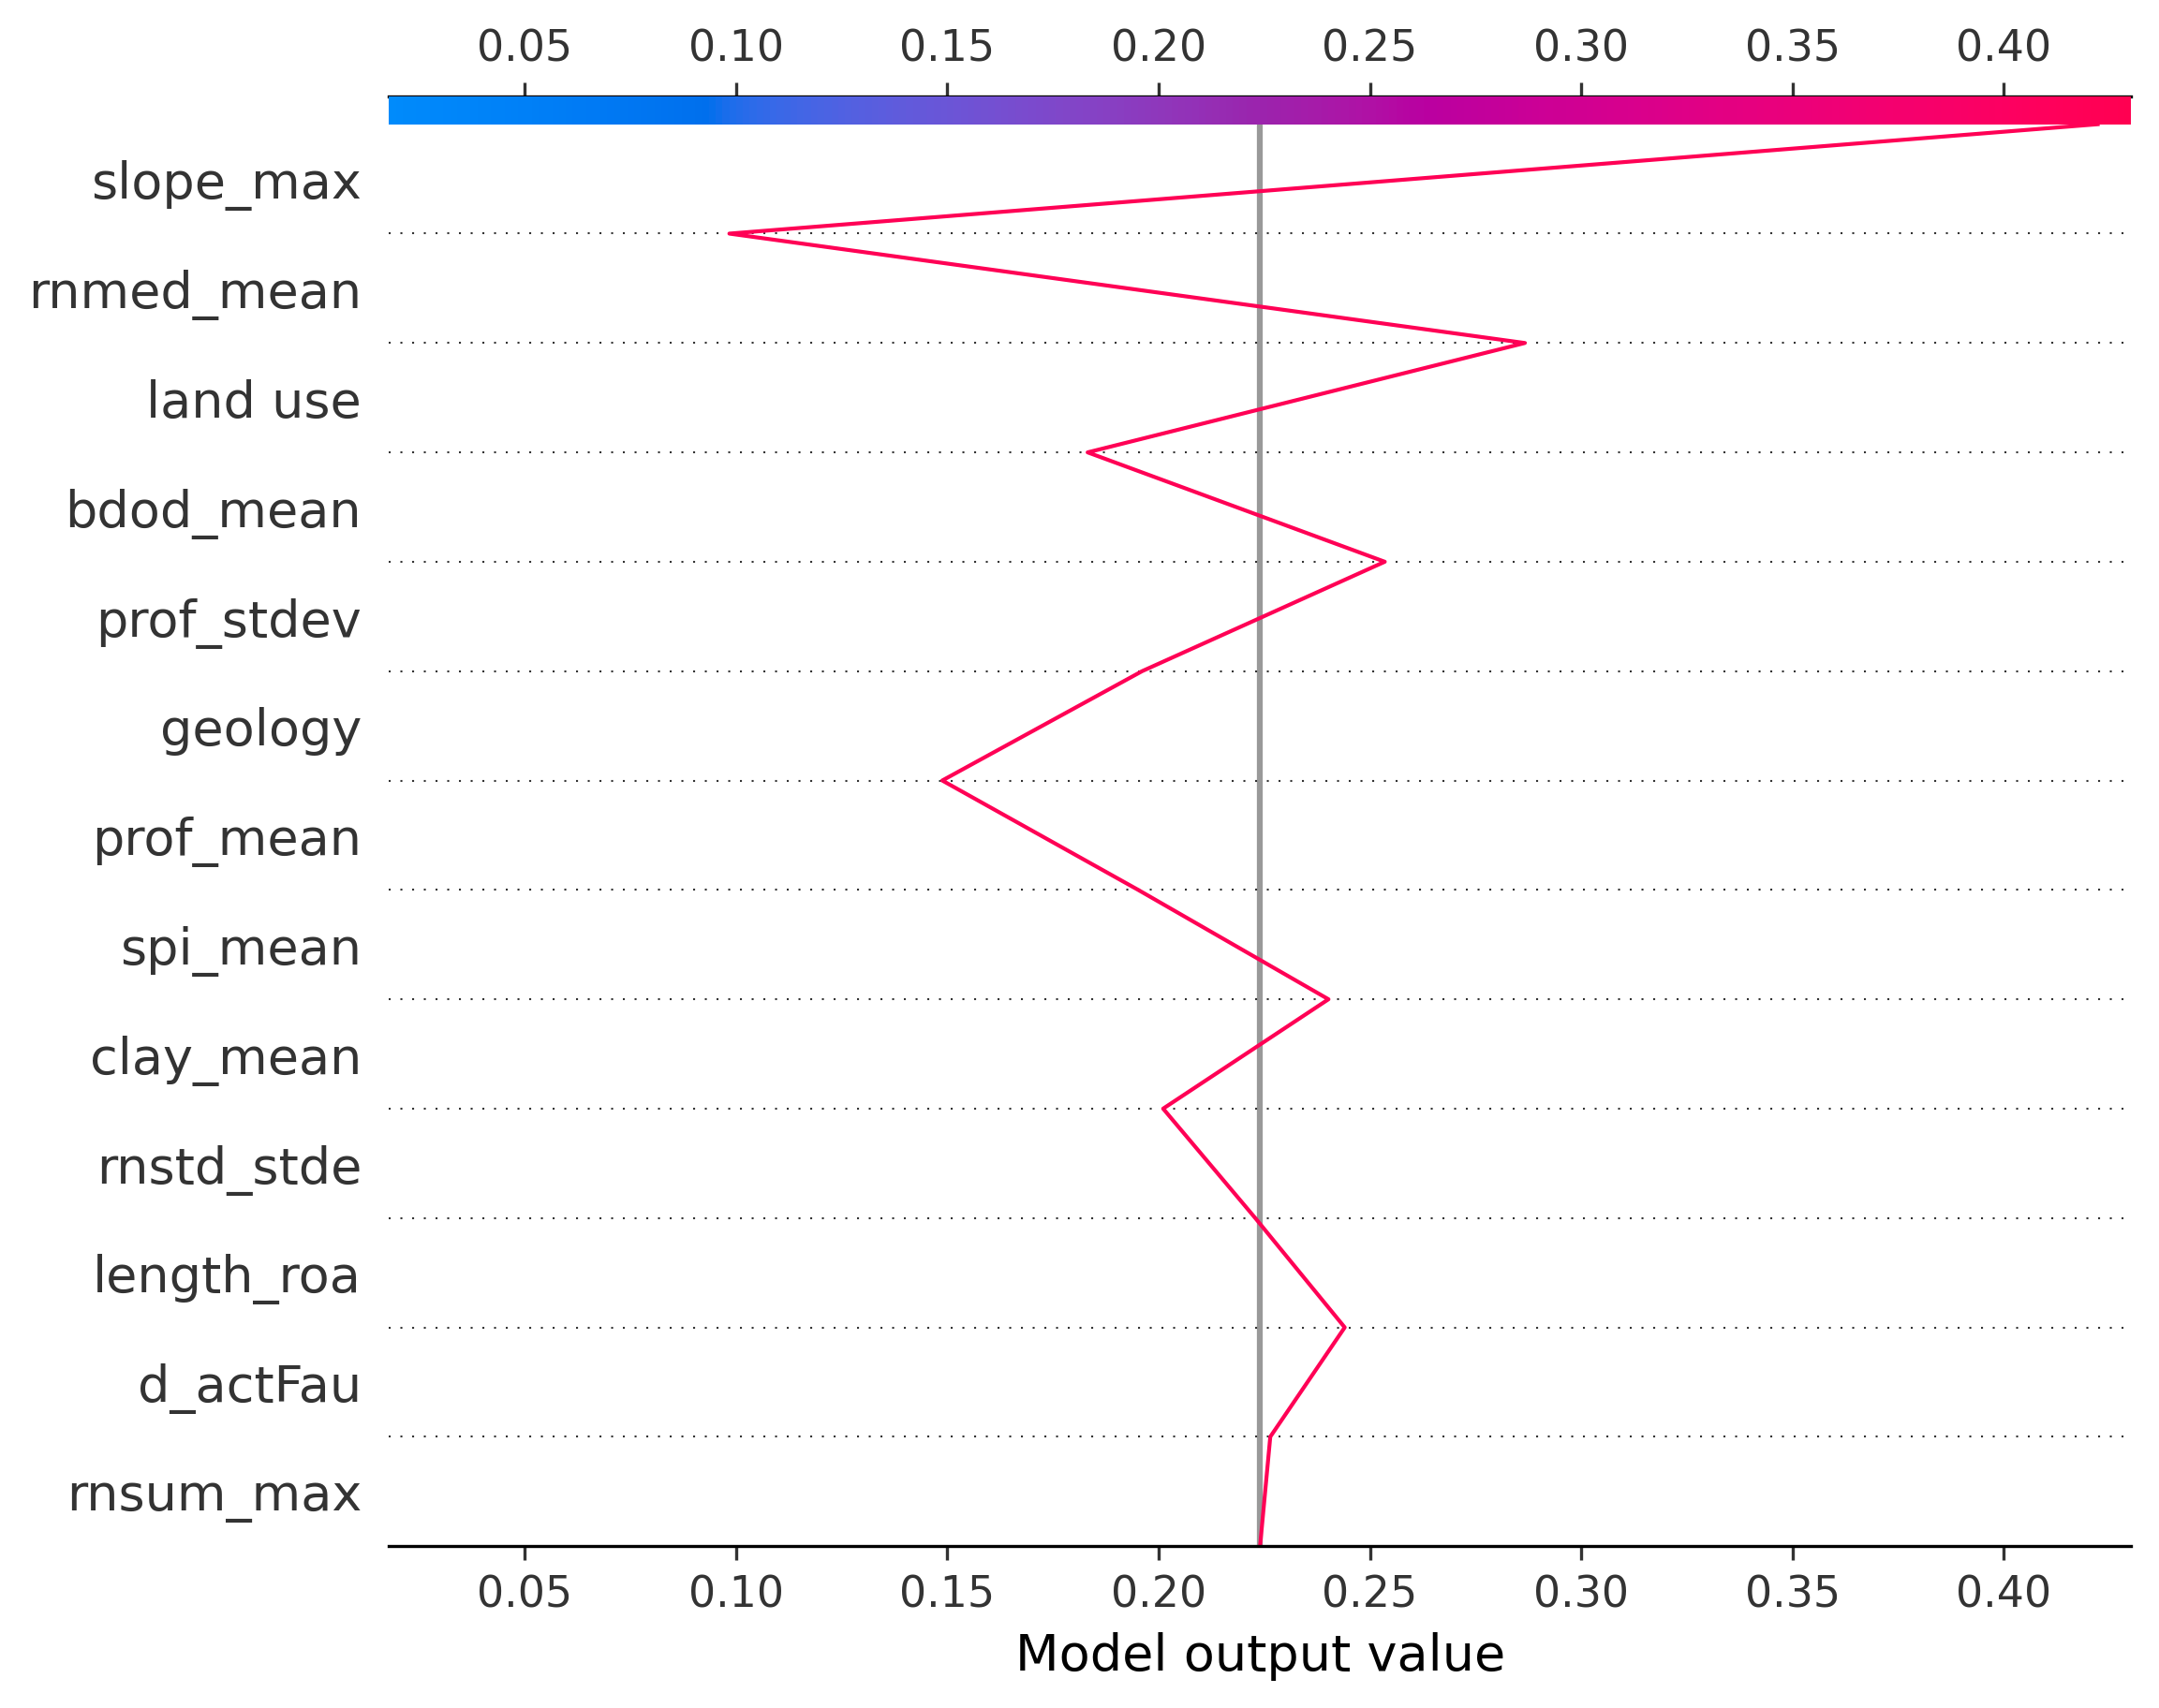 0.05 0.10 0.15 0.20 0.25 0.30 0.35 0.40
slope_max
rnmed_mean
land use
bdod_mean
prof_stdev
geology
prof_mean
spi_mean
clay_mean
rnstd_stde
length_roa
d_actFau
rnsum_max
0.05 0.10 0.15 0.20 0.25 0.30 0.35 0.40
Model output value